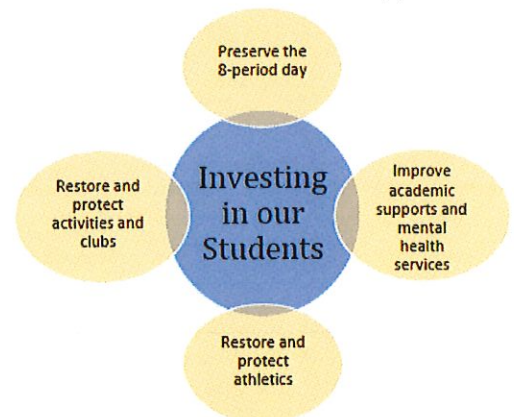 Preserve the
8-period day
Restore and
protect
activities and
clubs
Investing
in our
Students
Improve
academic
supports and
mental
health
services
Restore and
protect
athletics